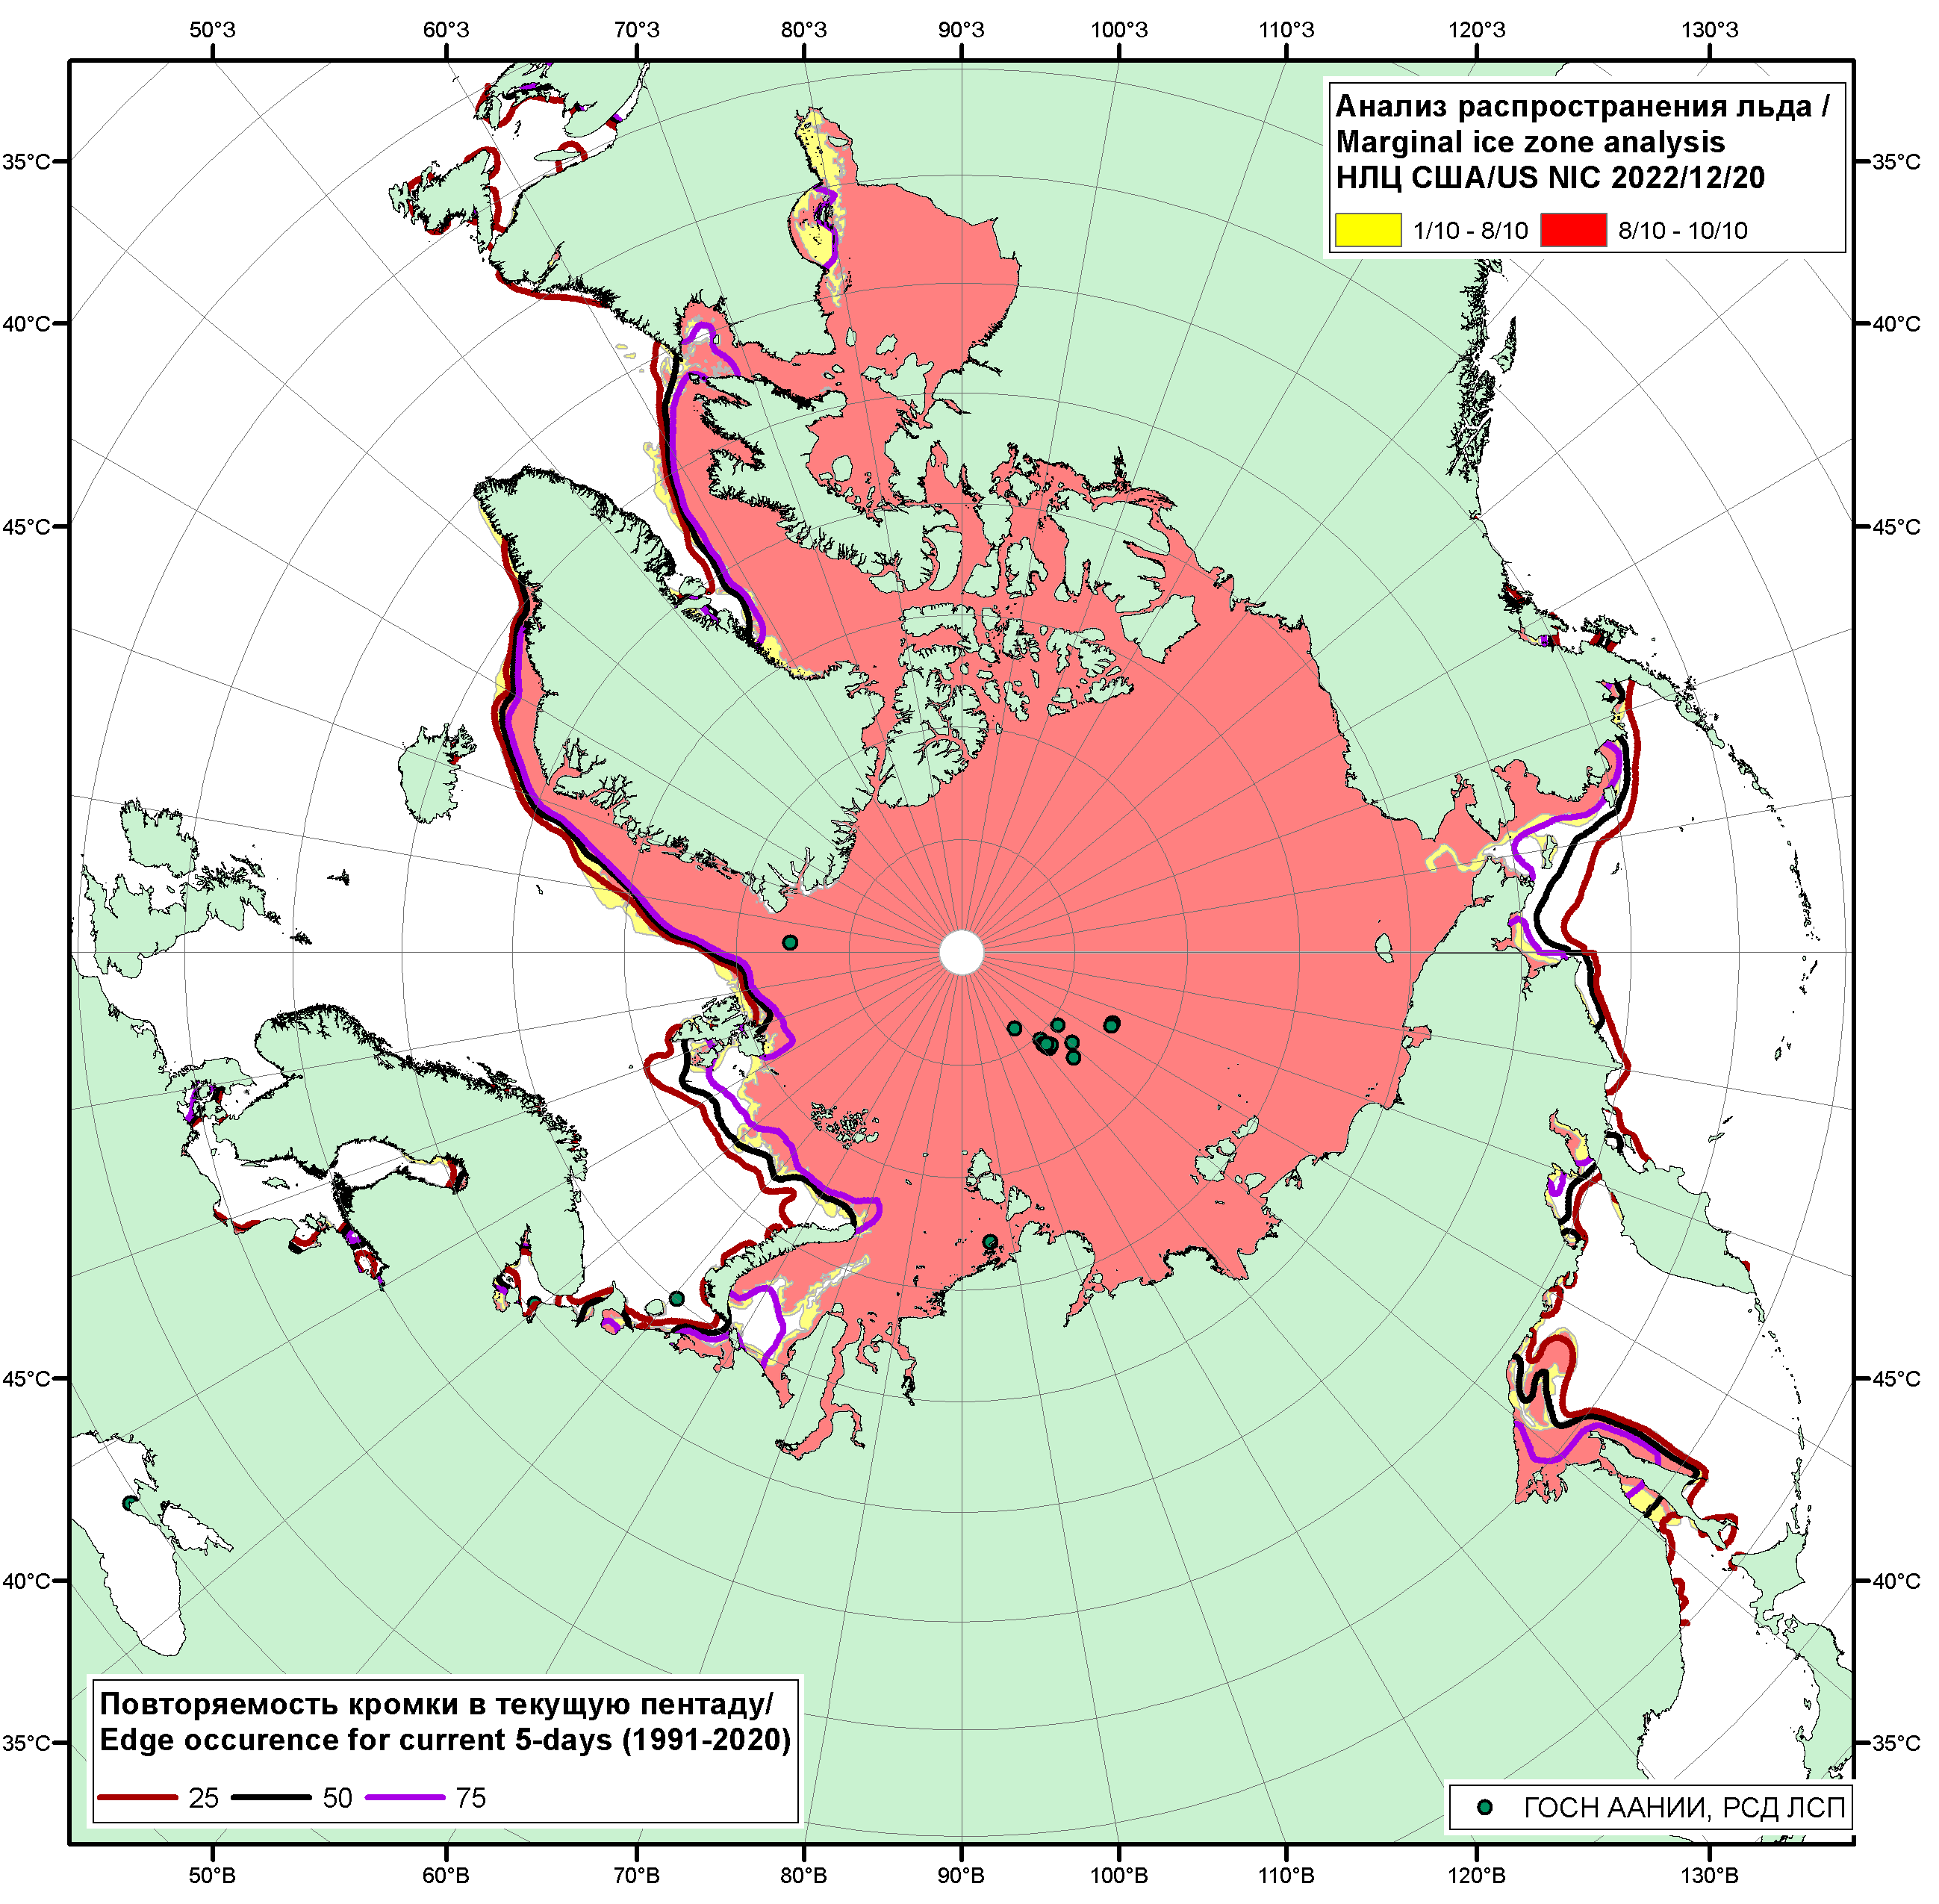 50°З 60°З 70°З 80°З 90°З 100°З 110°З 120°З 130°З
Анализ распространения льда /
Marginal ice zone analysis
НЛЦ США/US NIC 2022/12/20
1/10 - 8/10 8/10 - 10/10
35°С 35°С
40°С 40°С
45°С 45°С
45°С 45°С
40°С 40°С
35°С 35°С
Повторяемость кромки в текущую пентаду/
Edge occurence for current 5-days (1991-2020)
25 50 75
ГОСН ААНИИ, РСД ЛСП
50°В 60°В 70°В 80°В 90°В 100°В 110°В 120°В 130°В